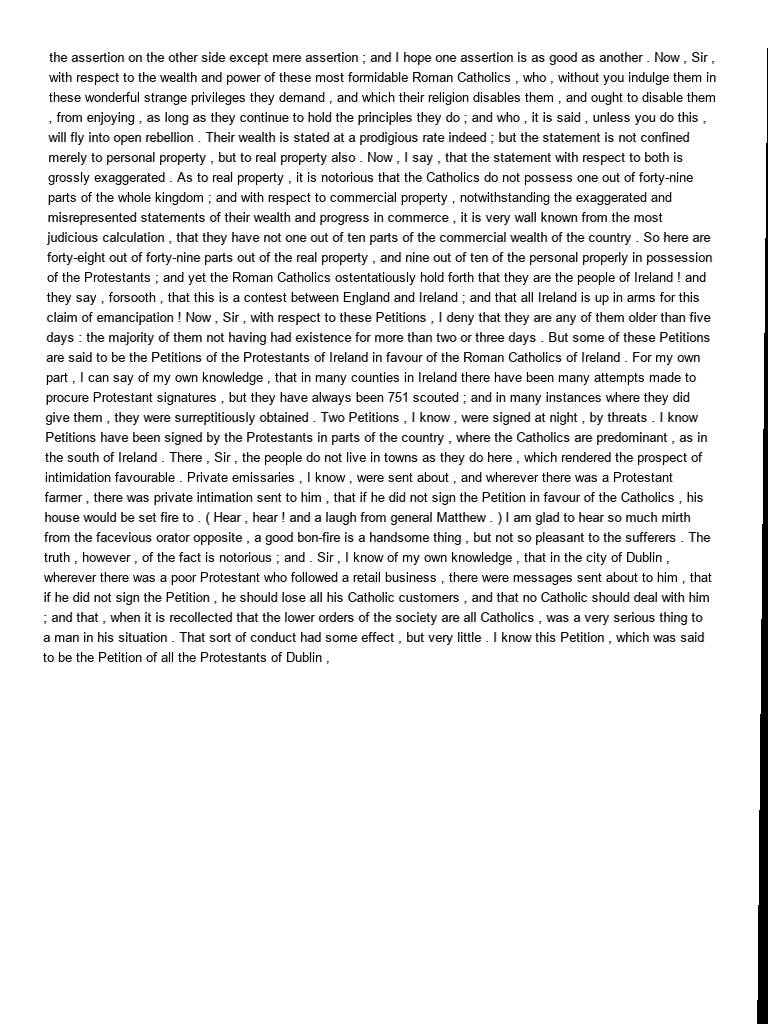 the assertion on the other side except mere assertion ; and I hope one assertion is as good as another . Now , Sir ,
with respect to the wealth and power of these most formidable Roman Catholics , who , without you indulge them in
these wonderful strange privileges they demand , and which their religion disables them , and ought to disable them
, from enjoying , as long as they continue to hold the principles they do ; and who , it is said , unless you do this ,
will fly into open rebellion . Their wealth is stated at a prodigious rate indeed ; but the statement is not confined
merely to personal property , but to real property also . Now , I say , that the statement with respect to both is
grossly exaggerated . As to real property , it is notorious that the Catholics do not possess one out of forty-nine
parts of the whole kingdom ; and with respect to commercial property , notwithstanding the exaggerated and
misrepresented statements of their wealth and progress in commerce , it is very wall known from the most
judicious calculation , that they have not one out of ten parts of the commercial wealth of the country . So here are
forty-eight out of forty-nine parts out of the real property , and nine out of ten of the personal properly in possession
of the Protestants ; and yet the Roman Catholics ostentatiously hold forth that they are the people of Ireland ! and
they say , forsooth , that this is a contest between England and Ireland ; and that all Ireland is up in arms for this
claim of emancipation ! Now , Sir , with respect to these Petitions , I deny that they are any of them older than five
days : the majority of them not having had existence for more than two or three days . But some of these Petitions
are said to be the Petitions of the Protestants of Ireland in favour of the Roman Catholics of Ireland . For my own
part , I can say of my own knowledge , that in many counties in Ireland there have been many attempts made to
procure Protestant signatures , but they have always been 751 scouted ; and in many instances where they did
give them , they were surreptitiously obtained . Two Petitions , I know , were signed at night , by threats . I know
Petitions have been signed by the Protestants in parts of the country , where the Catholics are predominant , as in
the south of Ireland . There , Sir , the people do not live in towns as they do here , which rendered the prospect of
intimidation favourable . Private emissaries , I know , were sent about , and wherever there was a Protestant
farmer , there was private intimation sent to him , that if he did not sign the Petition in favour of the Catholics , his
house would be set fire to . ( Hear , hear ! and a laugh from general Matthew . ) I am glad to hear so much mirth
from the facevious orator opposite , a good bon-fire is a handsome thing , but not so pleasant to the sufferers . The
truth , however , of the fact is notorious ; and . Sir , I know of my own knowledge , that in the city of Dublin ,
wherever there was a poor Protestant who followed a retail business , there were messages sent about to him , that
if he did not sign the Petition , he should lose all his Catholic customers , and that no Catholic should deal with him
; and that , when it is recollected that the lower orders of the society are all Catholics , was a very serious thing to
a man in his situation . That sort of conduct had some effect , but very little . I know this Petition , which was said
to be the Petition of all the Protestants of Dublin ,